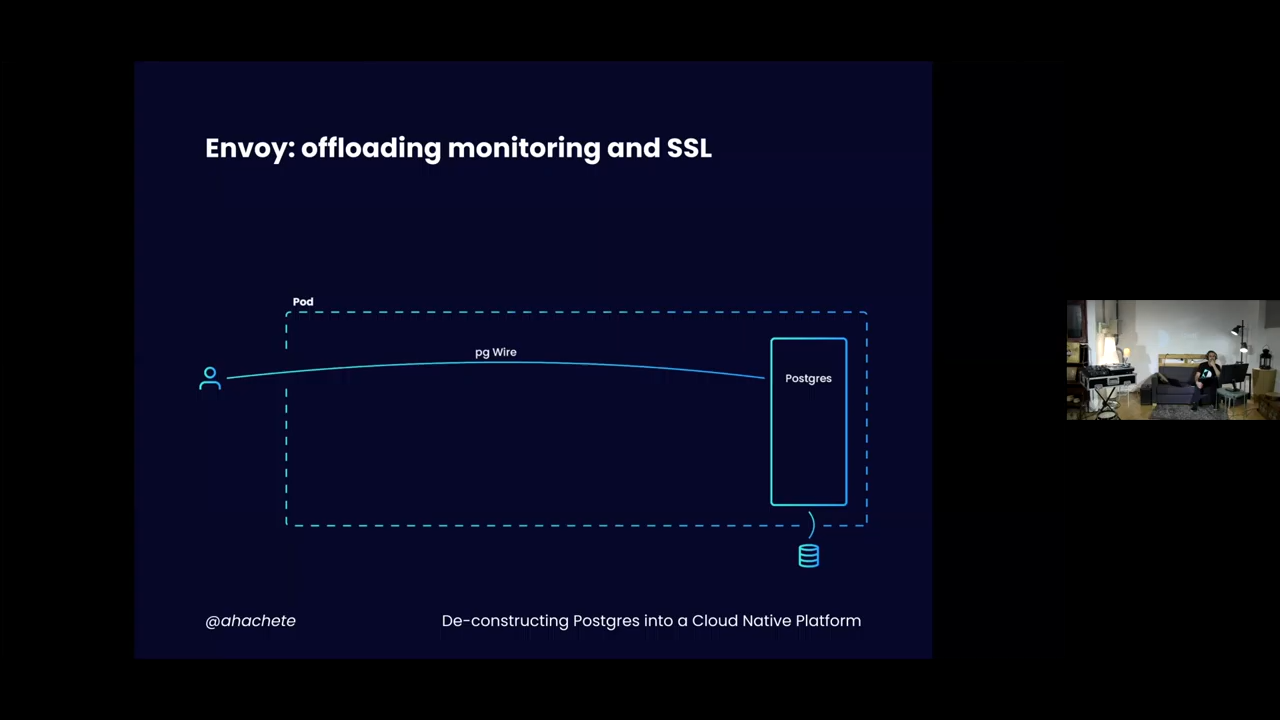 Envoy: offloading monitoring and SSL
Pod
pg Wire
Postgres
@ahachete
De-constructing Postgres into a Cloud Native Platform